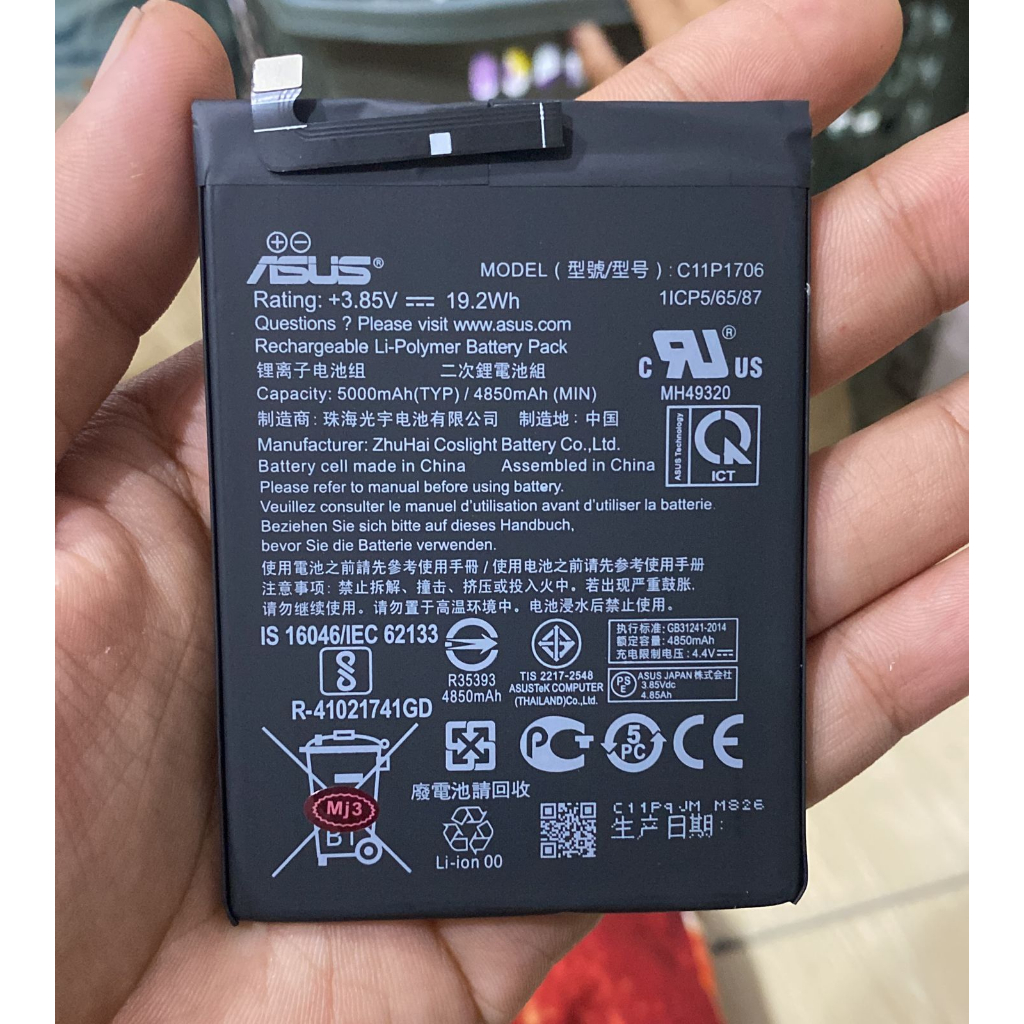 ASUS®
MODEL ( 型號/型号 ) : C11P1706
Rating: +3.85V 19.2Wh
1ICP5/65/87
Questions ? Please visit www.asus.com
Rechargeable Li-Polymer Battery Pack
锂离子电池组 二次鋰電池組
Capacity: 5000mAh(TYP) / 4850mAh (MIN)
制造商: 珠海光宇电池有限公司 制造地: 中国
Manufacturer: ZhuHai Coslight Battery Co.,Ltd.
Battery cell made in China Assembled in China
Please refer to manual before using battery.
Veuillez consulter le manuel d'utilisation avant d'utiliser la batterie
Beziehen Sie sich bitte auf dieses Handbuch,
bevor Sie die Batterie verwenden.
使用電池之前請先參考使用手冊 / 使用电池之前请先参考使用手册
注意事项: 禁止拆解、撞击、挤压或投入火中。若出现严重鼓胀,
请勿继续使用。请勿置于高温环境中。电池浸水后禁止使用。
C RU® US
MH49320
ASUS Technology
ICT
IS 16046/IEC 62133
R-41021741GD
R35393
4850mAh
TIS 2217-2548
ASUSTeK COMPUTER
(THAILAND)Co., Ltd.
执行标准: GB31241-2014
额定容量: 4850mAh
充电限制电压: 4.4V
PSE
ASUS JAPAN 株式会社
3.85Vdc
4.85Ah
廢電池請回收
PCT
5
PC
CE
Mj3
BT
Li-ion 00
M826
生产日期: